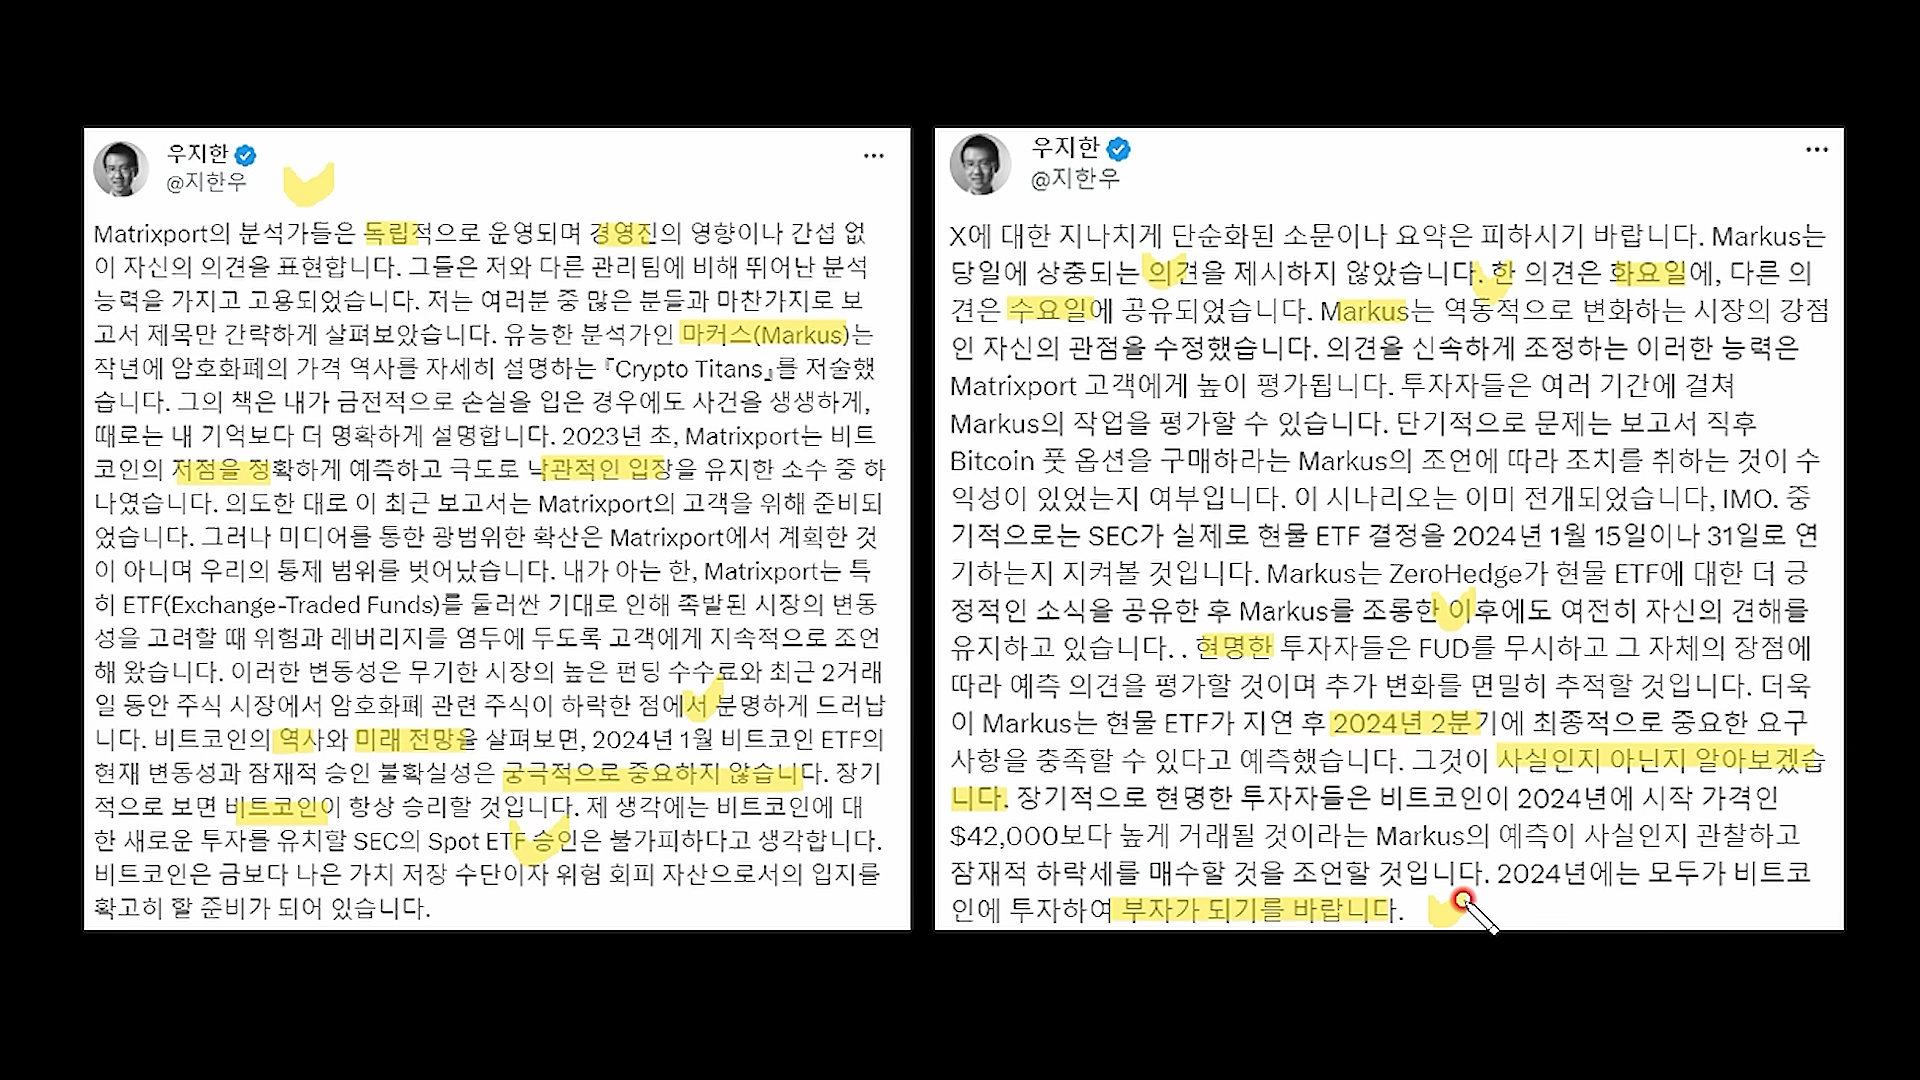 우지한
@지한우
Matrixport의 분석가들은 독립적으로 운영되며 경영진의 영향이나 간섭 없
이 자신의 의견을 표현합니다. 그들은 저와 다른 관리팀에 비해 뛰어난 분석
능력을 가지고 고용되었습니다. 저는 여러분 중 많은 분들과 마찬가지로 보
고서 제목만 간략하게 살펴보았습니다. 유능한 분석가인 마커스(Markus)는
작년에 암호화폐의 가격 역사를 자세히 설명하는 『Crypto Titans』를 저술했
습니다. 그의 책은 내가 금전적으로 손실을 입은 경우에도 사건을 생생하게,
때로는 내 기억보다 더 명확하게 설명합니다. 2023년 초, Matrixport는 비트
코인의 저점을 정확하게 예측하고 극도로 낙관적인 입장을 유지한 소수 중 하
나였습니다. 의도한 대로 이 최근 보고서는 Matrixport의 고객을 위해 준비되
었습니다. 그러나 미디어를 통한 광범위한 확산은 Matrixport에서 계획한 것
이 아니며 우리의 통제 범위를 벗어났습니다. 내가 아는 한, Matrixport는 특
히 ETF(Exchange-Traded Funds)를 둘러싼 기대로 인해 촉발된 시장의 변동
성을 고려할 때 위험과 레버리지를 염두에 두도록 고객에게 지속적으로 조언
해 왔습니다. 이러한 변동성은 무기한 시장의 높은 펀딩 수수료와 최근 2거래
일 동안 주식 시장에서 암호화폐 관련 주식이 하락한 점에서 분명하게 드러납
니다. 비트코인의 역사와 미래 전망을 살펴보면, 2024년 1월 비트코인 ETF의
현재 변동성과 잠재적 승인 불확실성은 궁극적으로 중요하지 않습니다. 장기
적으로 보면 비트코인이 항상 승리할 것입니다. 제 생각에는 비트코인에 대
한 새로운 투자를 유치할 SEC의 Spot ETF 승인은 불가피하다고 생각합니다.
비트코인은 금보다 나은 가치 저장 수단이자 위험 회피 자산으로서의 입지를
확고히 할 준비가 되어 있습니다.
우지한
@지한우
X에 대한 지나치게 단순화된 소문이나 요약은 피하시기 바랍니다. Markus는
당일에 상충되는 의견을 제시하지 않았습니다. 한 의견은 화요일에, 다른 의
견은 수요일에 공유되었습니다. Markus는 역동적으로 변화하는 시장의 강점
인 자신의 관점을 수정했습니다. 의견을 신속하게 조정하는 이러한 능력은
Matrixport 고객에게 높이 평가됩니다. 투자자들은 여러 기간에 걸쳐
Markus의 작업을 평가할 수 있습니다. 단기적으로 문제는 보고서 직후
Bitcoin 풋 옵션을 구매하라는 Markus의 조언에 따라 조치를 취하는 것이 수
익성이 있었는지 여부입니다. 이 시나리오는 이미 전개되었습니다, IMO. 중
기적으로는 SEC가 실제로 현물 ETF 결정을 2024년 1월 15일이나 31일로 연
기하는지 지켜볼 것입니다. Markus는 ZeroHedge가 현물 ETF에 대한 더 긍
정적인 소식을 공유한 후 Markus를 조롱한 이후에도 여전히 자신의 견해를
유지하고 있습니다. . 현명한 투자자들은 FUD를 무시하고 그 자체의 장점에
따라 예측 의견을 평가할 것이며 추가 변화를 면밀히 추적할 것입니다. 더욱
이 Markus는 현물 ETF가 지연 후 2024년 2분기에 최종적으로 중요한 요구
사항을 충족할 수 있다고 예측했습니다. 그것이 사실인지 아닌지 알아보겠습
니다. 장기적으로 현명한 투자자들은 비트코인이 2024년에 시작 가격인
$42,000보다 높게 거래될 것이라는 Markus의 예측이 사실인지 관찰하고
잠재적 하락세를 매수할 것을 조언할 것입니다. 2024년에는 모두가 비트코
인에 투자하여 부자가 되기를 바랍니다.